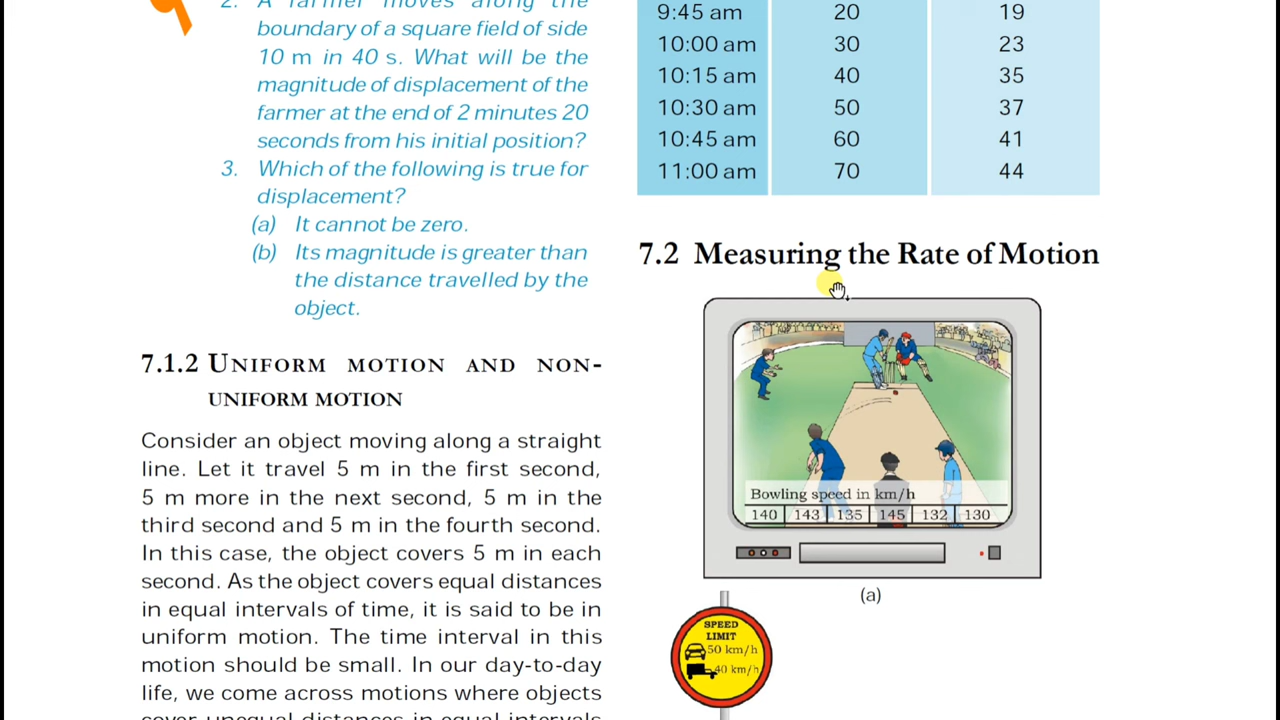 2. A farmer moves along the
boundary of a square field of side
10 m in 40 s. What will be the
magnitude of displacement of the
farmer at the end of 2 minutes 20
seconds from his initial position?
3. Which of the following is true for
displacement?
(a) It cannot be zero.
(b) Its magnitude is greater than
the distance travelled by the
object.
7.1.2 UNIFORM MOTION AND NON-
UNIFORM MOTION
Consider an object moving along a straight
line. Let it travel 5 m in the first second,
5 m more in the next second, 5 m in the
third second and 5 m in the fourth second.
In this case, the object covers 5 m in each
second. As the object covers equal distances
in equal intervals of time, it is said to be in
uniform motion. The time interval in this
motion should be small. In our day-to-day
life, we come across motions where objects
cover unequal distances in equal intervals
9:45 am 20 19
10:00 am 30 23
10:15 am 40 35
10:30 am 50 37
10:45 am 60 41
11:00 am 70 44
7.2 Measuring the Rate of Motion
Bowling speed in km/h
140 143 135 145 132 130
(a)
SPEED
LIMIT
50 km/h
40 km/h